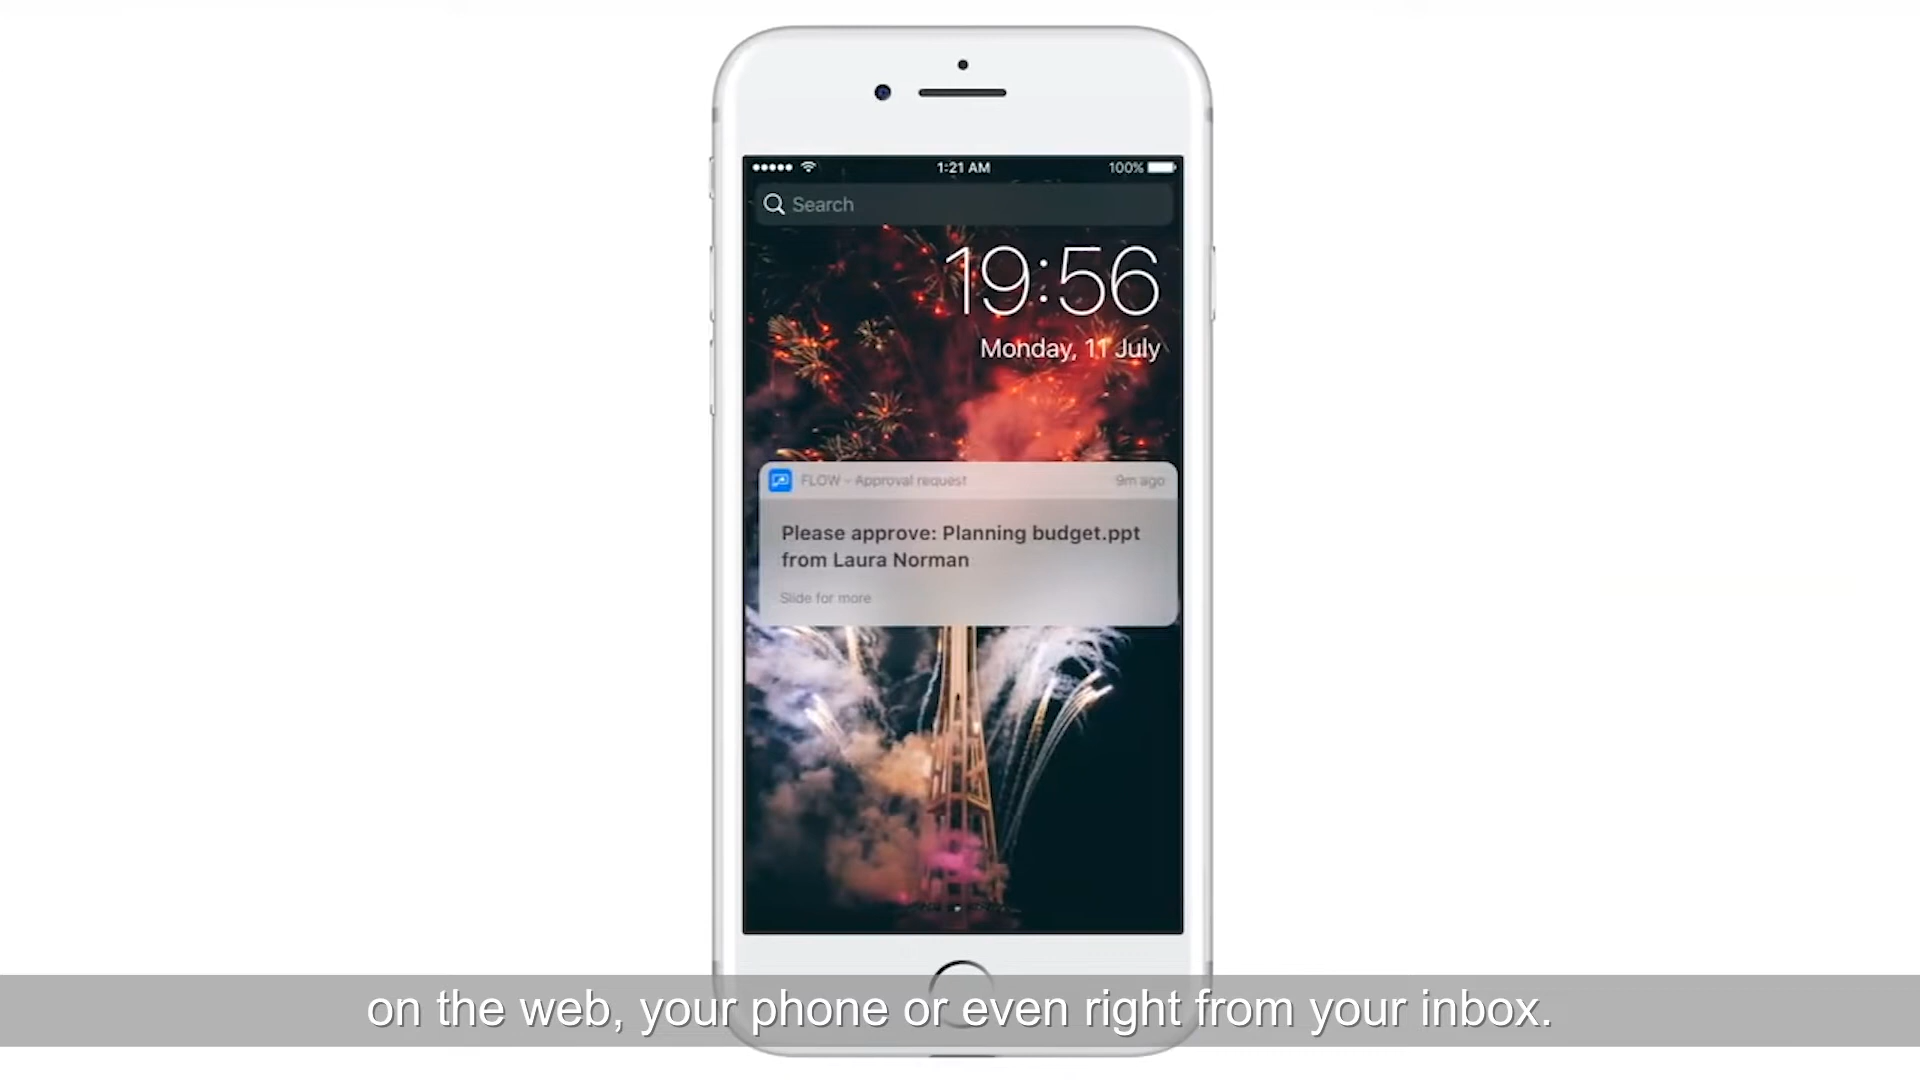 1:21 AM
100%
Search
19:56
Monday, 11 July
FLOW - Approval request
9m ago
Please approve: Planning budget.ppt
from Laura Norman
Slide for more
on the web, your phone or even right from your inbox.